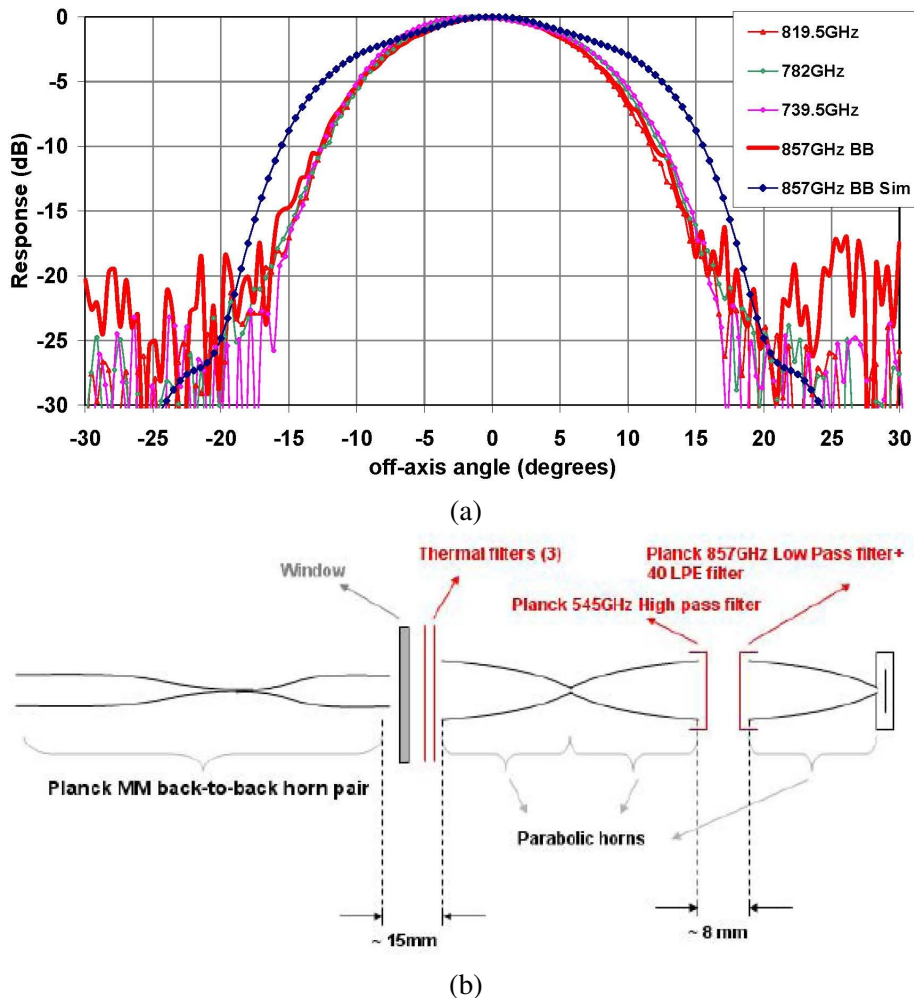 0
-5
-10
-15
-20
-25
-30
Response (dB)
-30 -25 -20 -15 -10 -5 0 5 10 15 20 25 30
off-axis angle (degrees)
819.5GHz
782GHz
739.5GHz
857GHz BB
857GHz BB Sim
(a)
Window
Thermal filters (3)
Planck 857GHz Low Pass filter+
40 LPE filter
Planck 545GHz High pass filter
Planck MM back-to-back horn pair
Parabolic horns
~ 15mm
~ 8 mm
(b)